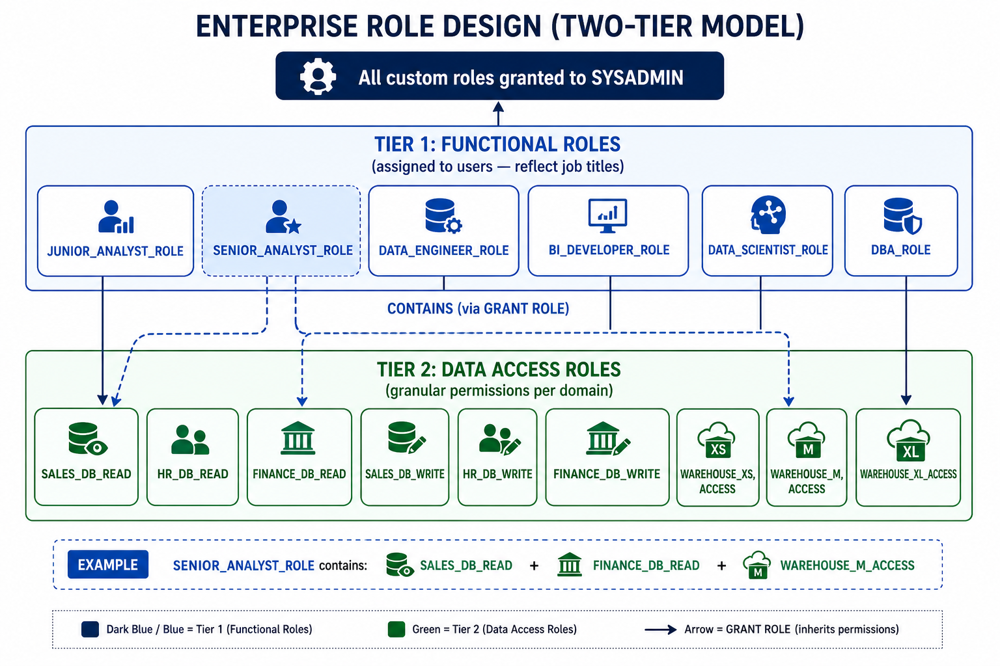 ENTERPRISE ROLE DESIGN (TWO-TIER MODEL)
All custom roles granted to SYSADMIN
TIER 1: FUNCTIONAL ROLES
(assigned to users — reflect job titles)
JUNIOR_ANALYST_ROLE
SENIOR_ANALYST_ROLE
DATA_ENGINEER_ROLE
BI_DEVELOPER_ROLE
DATA_SCIENTIST_ROLE
DBA_ROLE
CONTAINS (via GRANT ROLE)
TIER 2: DATA ACCESS ROLES
(granular permissions per domain)
SALES_DB_READ
HR_DB_READ
FINANCE_DB_READ
SALES_DB_WRITE
HR_DB_WRITE
FINANCE_DB_WRITE
XS
WAREHOUSE_XS,
ACCESS
M
WAREHOUSE_M,
ACCESS
XL
WAREHOUSE_XL_ACCESS
EXAMPLE
SENIOR_ANALYST_ROLE contains: SALES_DB_READ + FINANCE_DB_READ + M WAREHOUSE_M_ACCESS
Dark Blue / Blue = Tier 1 (Functional Roles)
Green = Tier 2 (Data Access Roles)
Arrow = GRANT ROLE (inherits permissions)